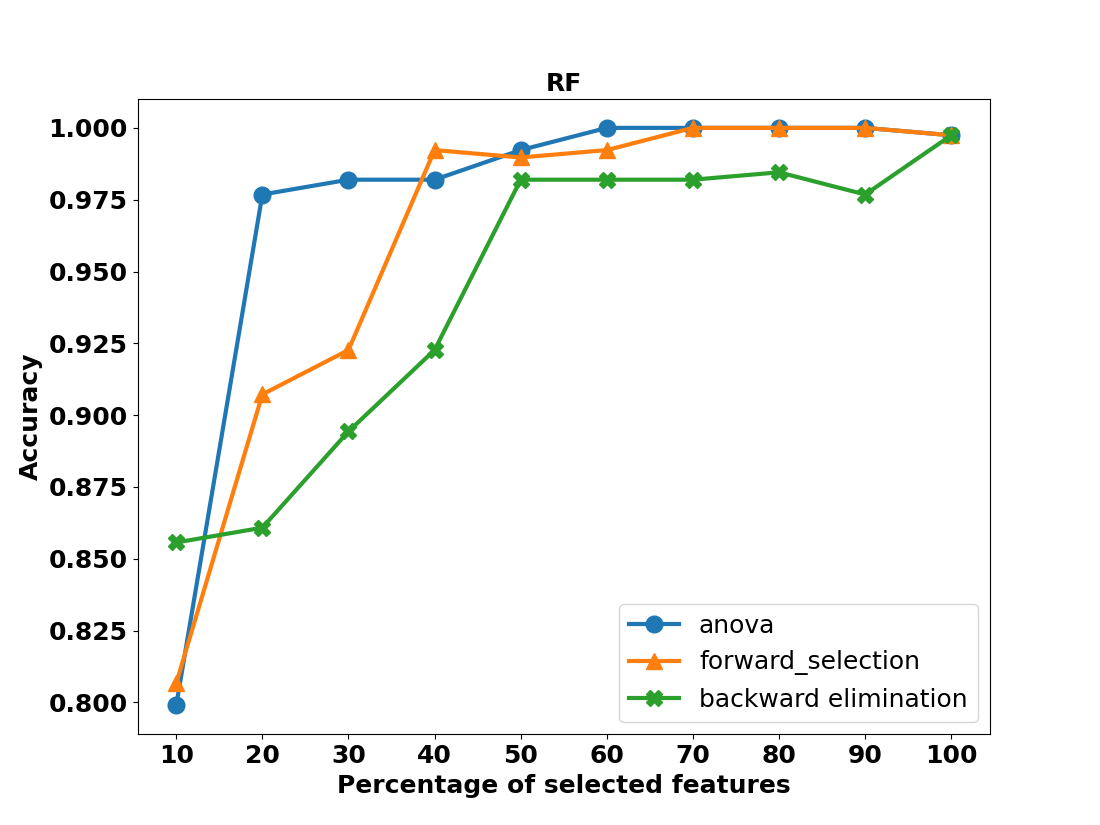 RF
Accuracy
1.000
0.975
0.950
0.925
0.900
0.875
0.850
0.825
0.800
anova
forward_selection
backward elimination
10 20 30 40 50 60 70 80 90 100
Percentage of selected features